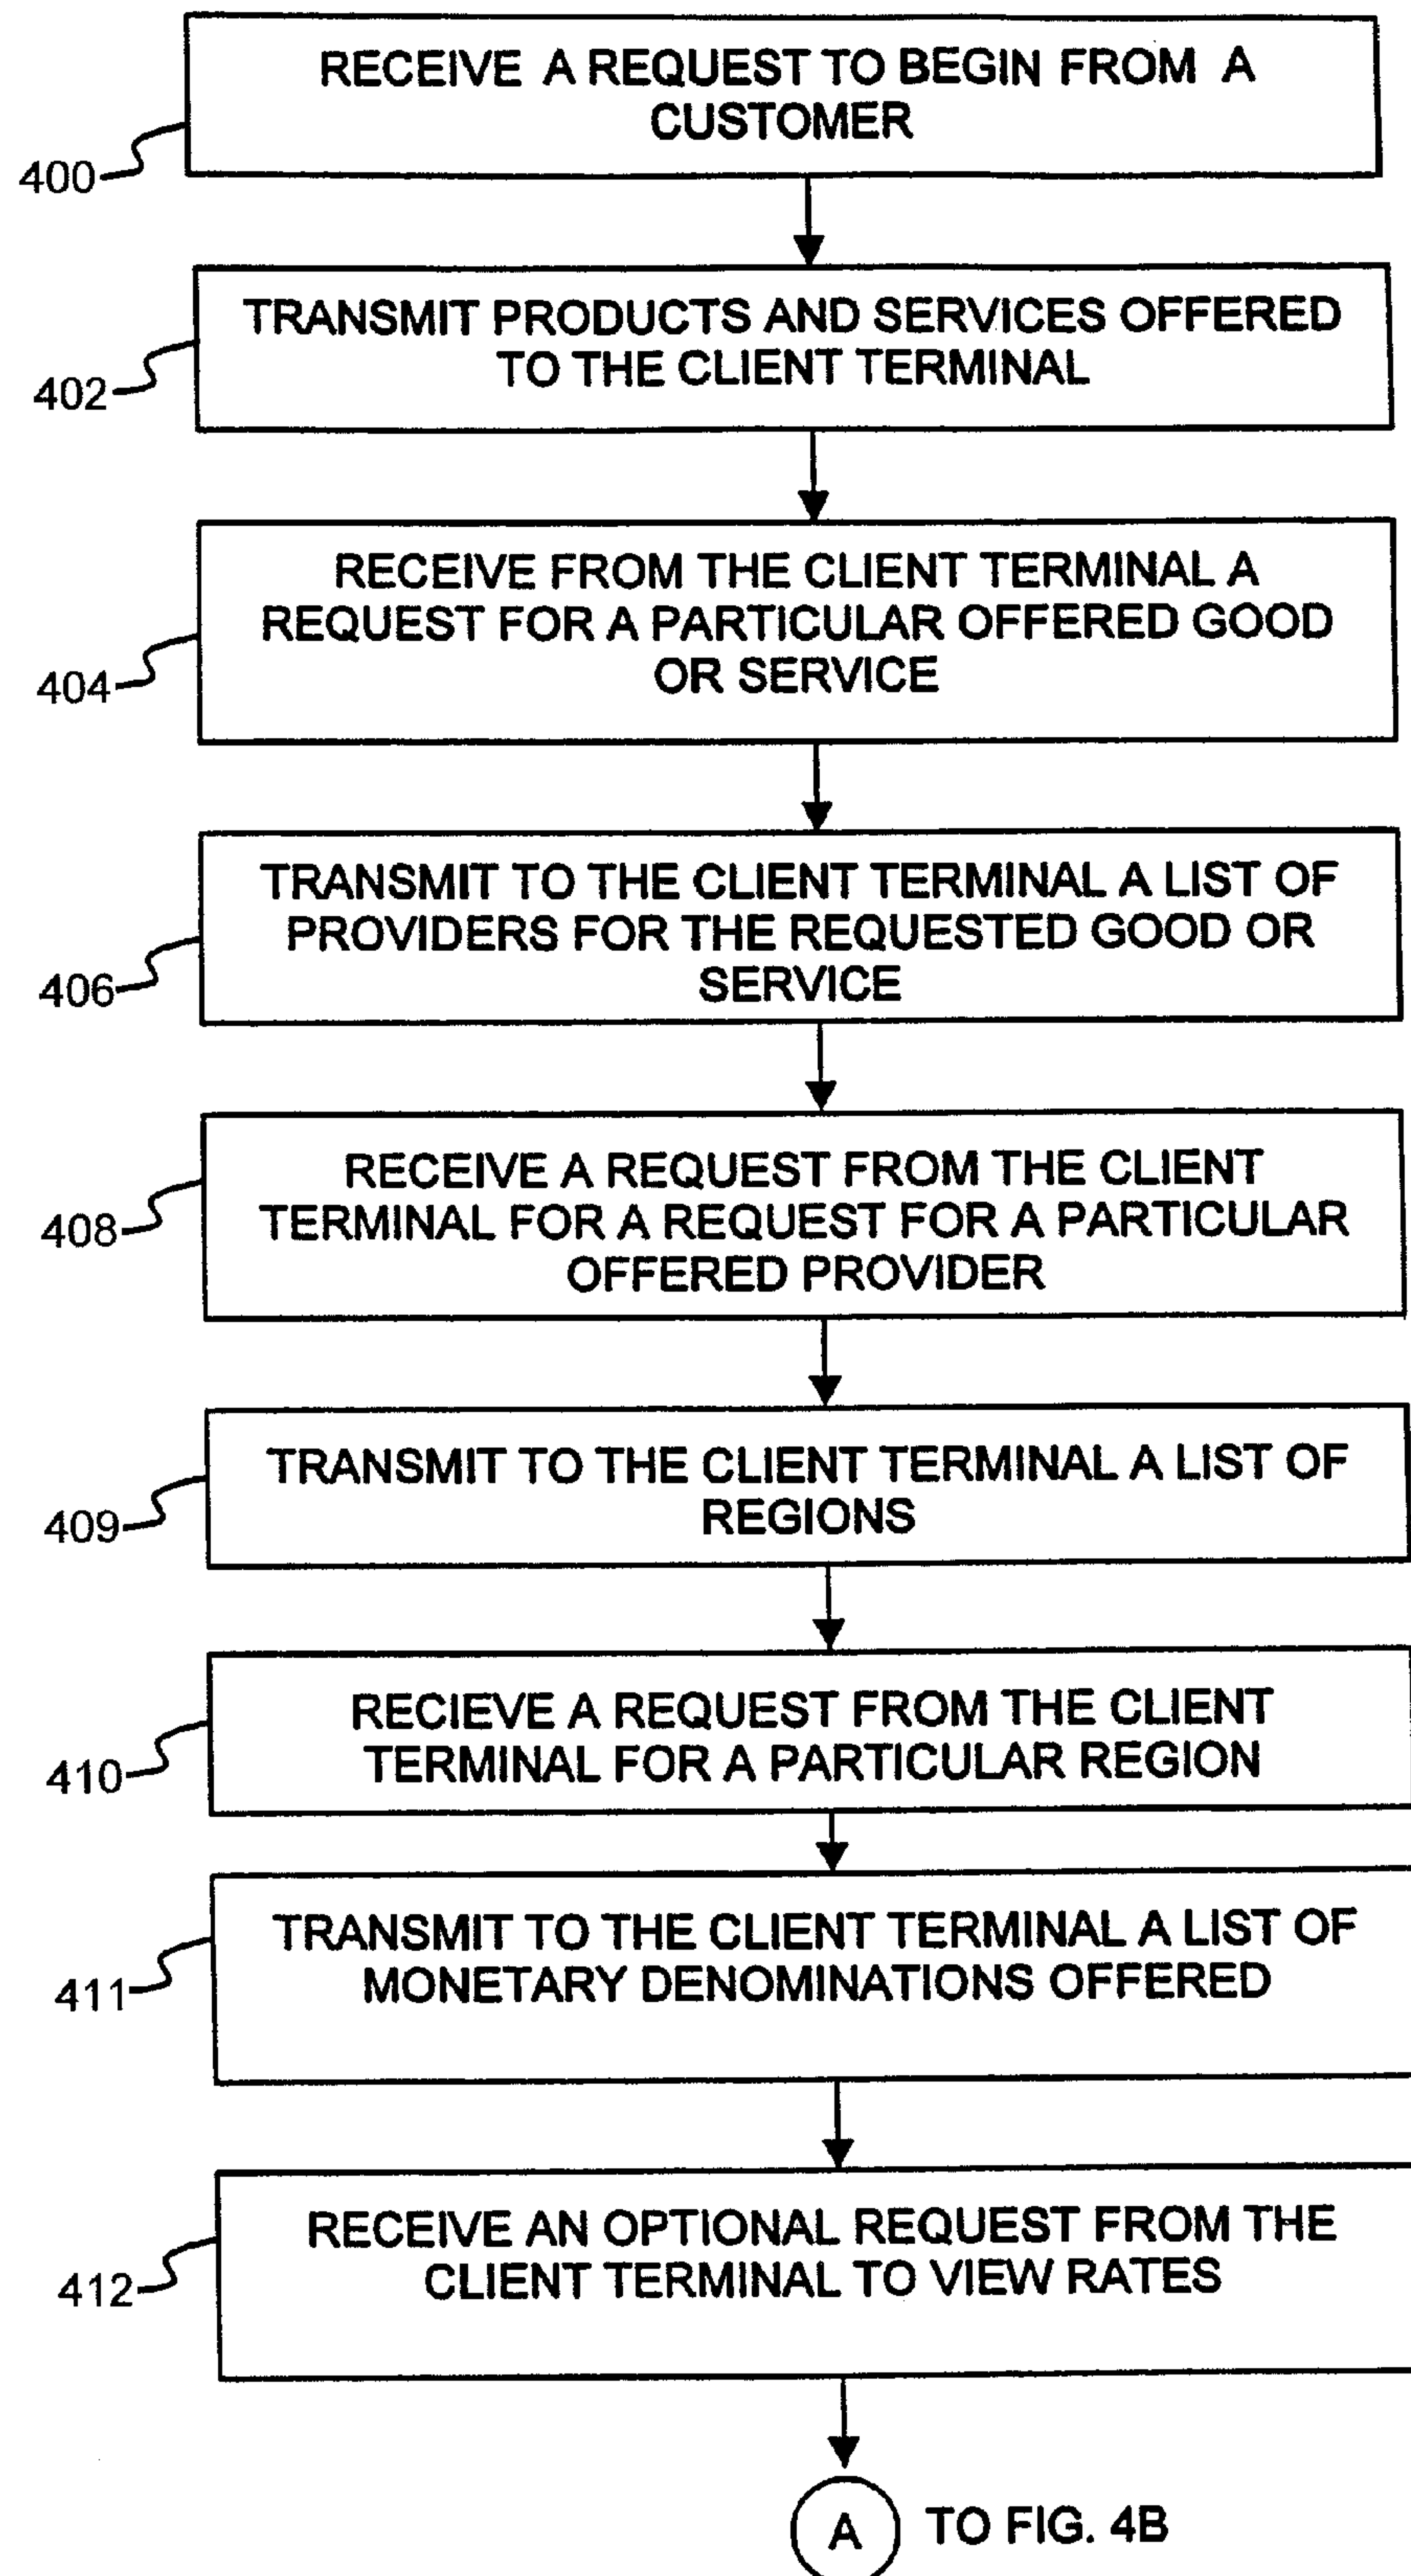 RECEIVE A REQUEST TO BEGIN FROM A
CUSTOMER
400
TRANSMIT PRODUCTS AND SERVICES OFFERED
TO THE CLIENT TERMINAL
402
RECEIVE FROM THE CLIENT TERMINAL A
REQUEST FOR A PARTICULAR OFFERED GOOD
OR SERVICE
404
TRANSMIT TO THE CLIENT TERMINAL A LIST OF
PROVIDERS FOR THE REQUESTED GOOD OR
SERVICE
406
RECEIVE A REQUEST FROM THE CLIENT
TERMINAL FOR A REQUEST FOR A PARTICULAR
OFFERED PROVIDER
408
TRANSMIT TO THE CLIENT TERMINAL A LIST OF
REGIONS
409
RECIEVE A REQUEST FROM THE CLIENT
TERMINAL FOR A PARTICULAR REGION
410
TRANSMIT TO THE CLIENT TERMINAL A LIST OF
MONETARY DENOMINATIONS OFFERED
411
RECEIVE AN OPTIONAL REQUEST FROM THE
CLIENT TERMINAL TO VIEW RATES
412
A TO FIG. 4B